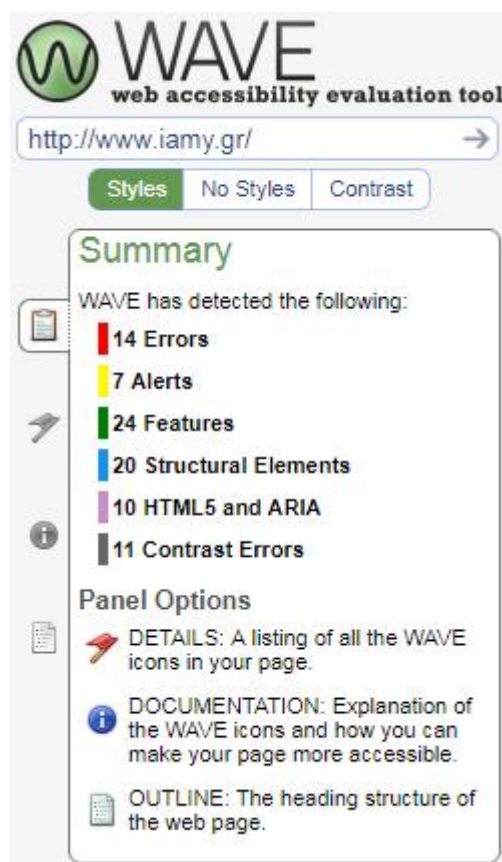 WAVE
web accessibility evaluation tool
http://www.iamy.gr/
Styles No Styles Contrast
Summary
WAVE has detected the following:
14 Errors
7 Alerts
24 Features
20 Structural Elements
10 HTML5 and ARIA
11 Contrast Errors
Panel Options
DETAILS: A listing of all the WAVE
icons in your page.
DOCUMENTATION: Explanation of
the WAVE icons and how you can
make your page more accessible.
OUTLINE: The heading structure of
the web page.